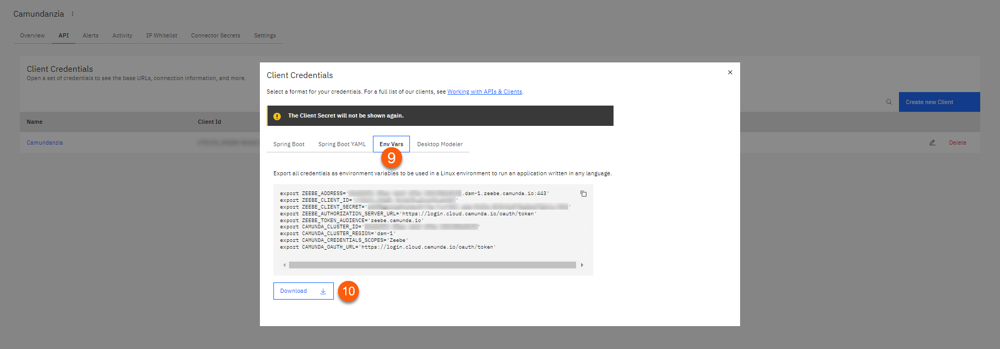 Camundanzia
Overview API Alerts Activity IP Whitelist Connector Secrets Settings
Client Credentials
Open a set of credentials to see the base URLs, connection information, and more.
Create new Client
Name Client Id
Camundanzia
Delete
Client Credentials
Select a format for your credentials. For a full list of our clients, see Working with APIs & Clients.
The Client Secret will not be shown again.
Spring Boot Spring Boot YAML Env Vars Desktop Modeler
9
Export all credentials as environment variables to be used in a Linux environment to run an application written in any language.
export ZEEBE_ADDRESS=' .dsm-1.zeebe.camunda.io:443'
export ZEEBE_CLIENT_ID=' '
export ZEEBE_CLIENT_SECRET=' '
export ZEEBE_AUTHORIZATION_SERVER_URL='https://login.cloud.camunda.io/oauth/token'
export ZEEBE_TOKEN_AUDIENCE='zeebe.camunda.io'
export CAMUNDA_CLUSTER_ID=' '
export CAMUNDA_CLUSTER_REGION='dsm-1'
export CAMUNDA_CREDENTIALS_SCOPES='Zeebe'
export CAMUNDA_OAUTH_URL='https://login.cloud.camunda.io/oauth/token'
Download
10